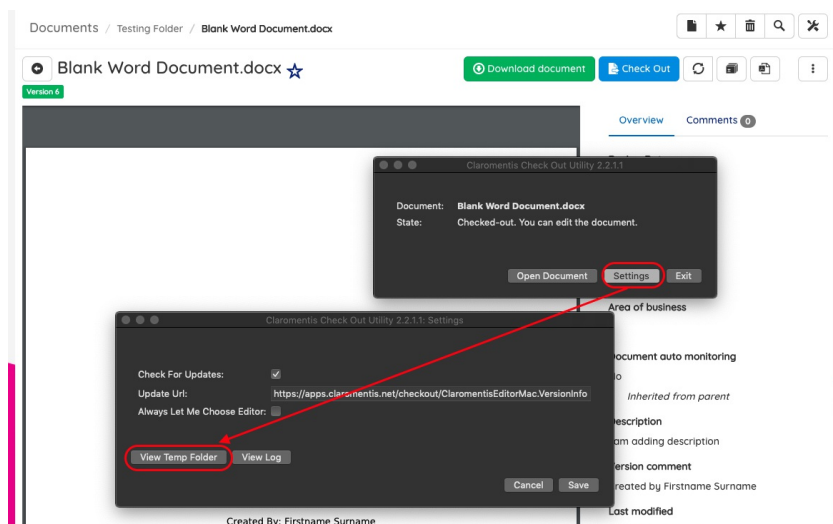 Documents / Testing Folder / Blank Word Document.docx
Blank Word Document.docx
Download document
Check Out
Version 6
Overview
Comments 0
Claromentis Check Out Utility 2.2.1.1
Document: Blank Word Document.docx
State: Checked-out. You can edit the document.
Open Document
Settings
Exit
Area of business
Claromentis Check Out Utility 2.2.1.1: Settings
Document auto monitoring
Check For Updates:
Update Url: https://apps.claromentis.net/checkout/ClaromentisEditorMac.VersionInfo
Inherited from parent
Always Let Me Choose Editor:
adding description
View Temp Folder
View Log
comment
by Firstname Surname
Cancel
Save
Last modified
Created By: Firstname Surname